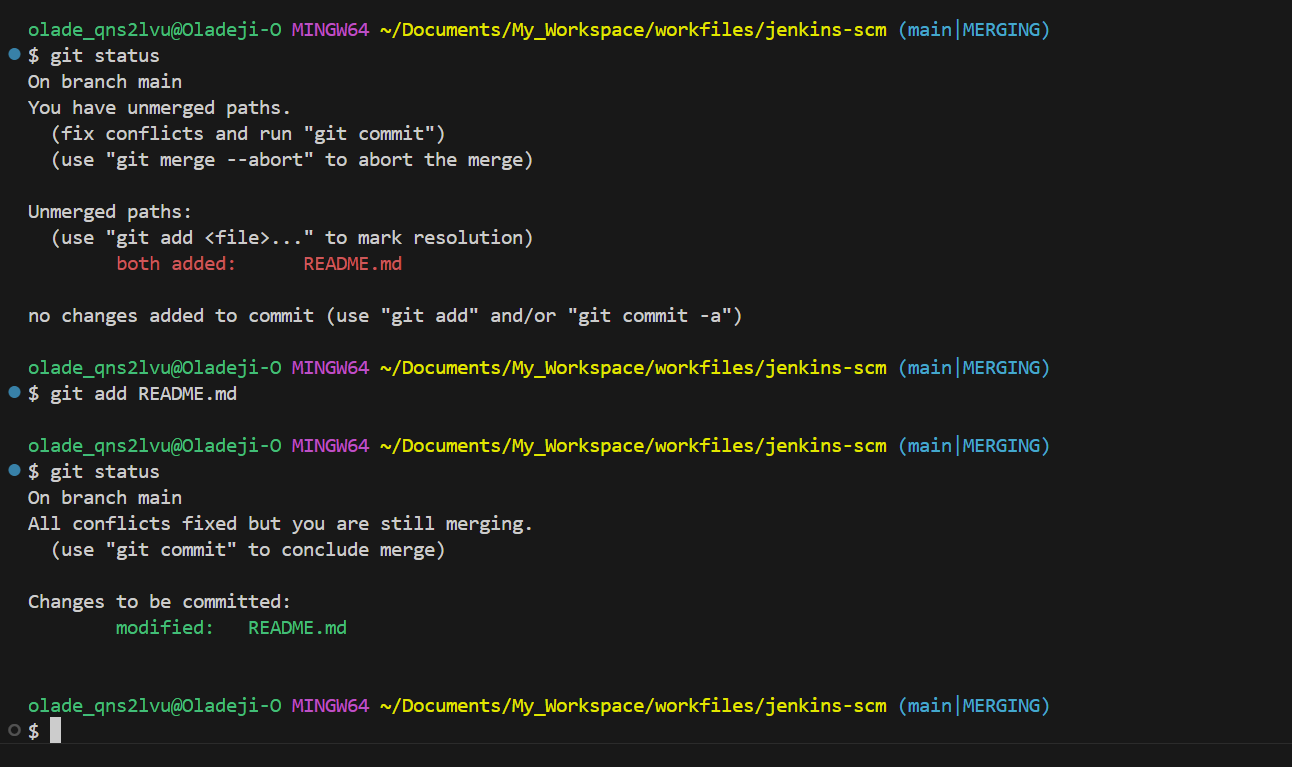 olade_qns2lvu@Oladeji-O MINGW64 ~/Documents/My_Workspace/workfiles/jenkins-scm (main|MERGING)
$ git status
On branch main
You have unmerged paths.
  (fix conflicts and run "git commit")
  (use "git merge --abort" to abort the merge)

Unmerged paths:
  (use "git add <file>..." to mark resolution)
        both added:      README.md

no changes added to commit (use "git add" and/or "git commit -a")

olade_qns2lvu@Oladeji-O MINGW64 ~/Documents/My_Workspace/workfiles/jenkins-scm (main|MERGING)
$ git add README.md

olade_qns2lvu@Oladeji-O MINGW64 ~/Documents/My_Workspace/workfiles/jenkins-scm (main|MERGING)
$ git status
On branch main
All conflicts fixed but you are still merging.
  (use "git commit" to conclude merge)

Changes to be committed:
        modified:   README.md

olade_qns2lvu@Oladeji-O MINGW64 ~/Documents/My_Workspace/workfiles/jenkins-scm (main|MERGING)
$